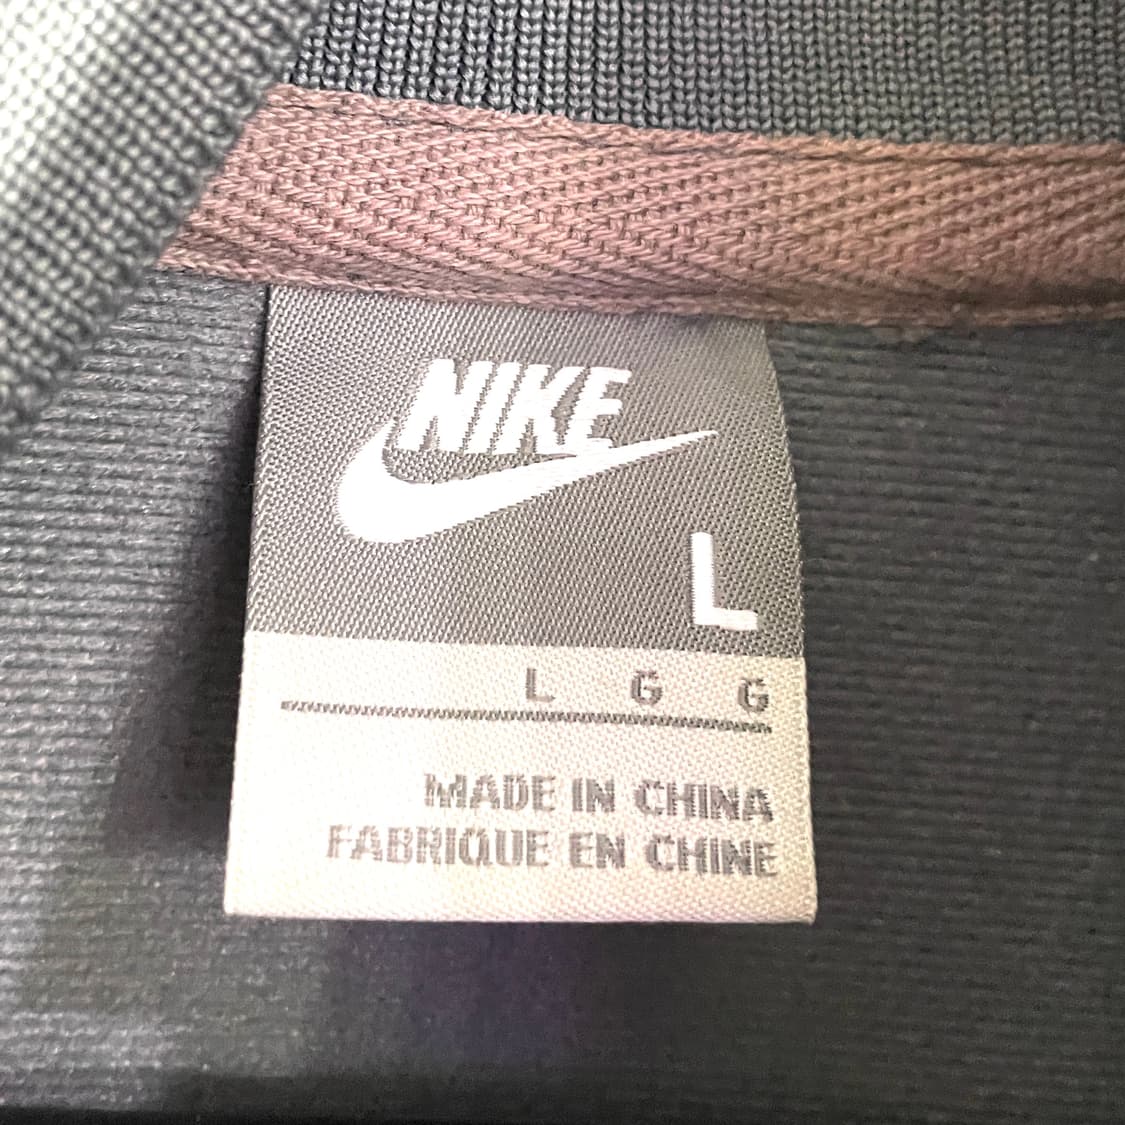 NIKE
L
L G G
MADE IN CHINA
FABRIQUE EN CHINE